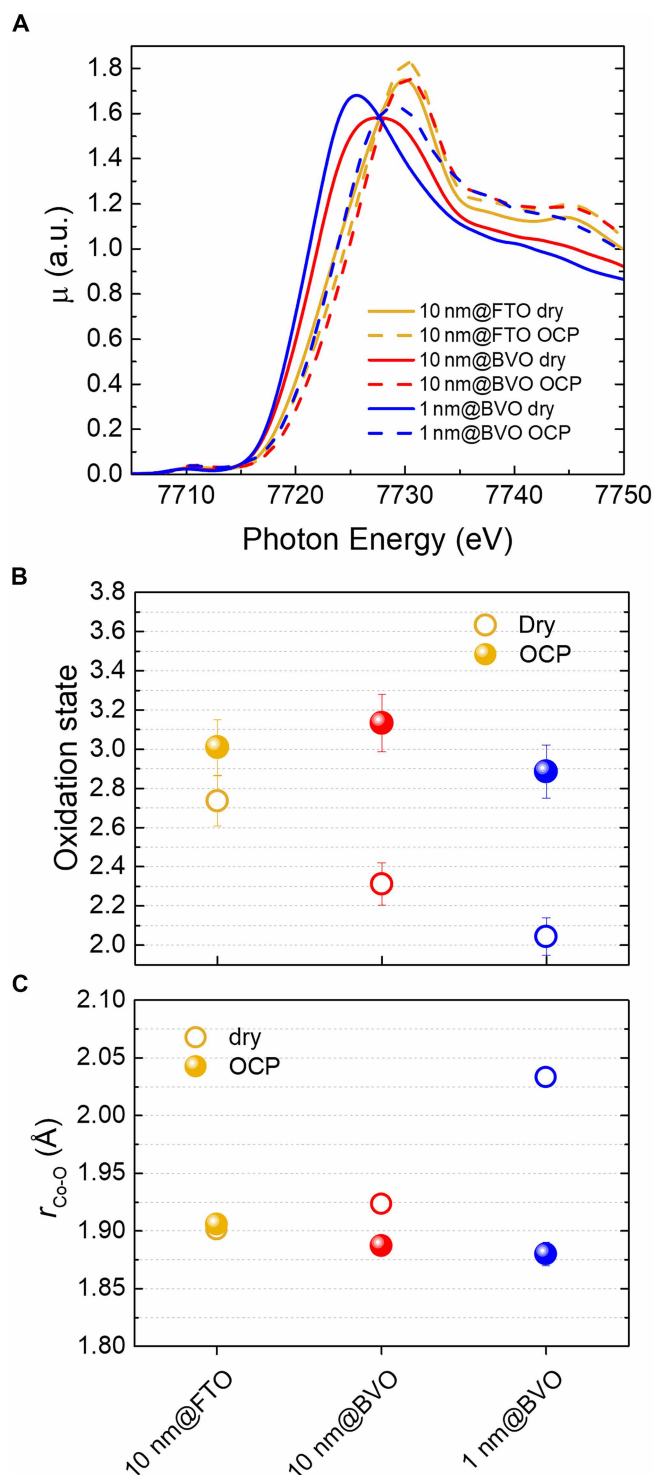 A
μ (a.u.)
1.8
1.6
1.4
1.2
1.0
0.8
0.6
0.4
0.2
0.0
10 nm@FTO dry
10 nm@FTO OCP
10 nm@BVO dry
10 nm@BVO OCP
1 nm@BVO dry
1 nm@BVO OCP
7710 7720 7730 7740 7750
Photon Energy (eV)
B
Oxidation state
3.8
3.6
3.4
3.2
3.0
2.8
2.6
2.4
2.2
2.0
Dry
OCP
C
r Co-O (Å)
2.10
2.05
2.00
1.95
1.90
1.85
1.80
dry
OCP
10 nm@FTO
10 nm@BVO
1 nm@BVO